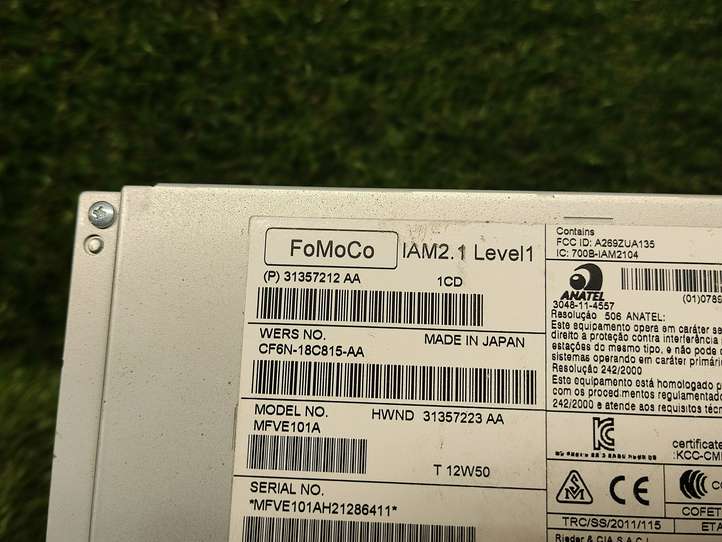 FoMoCo IAM2.1 Level1
(P) 31357212 AA 1CD
WERS NO. MADE IN JAPAN
CF6N-18C815-AA
MODEL NO. HWND 31357223 AA
MFVE101A
T 12W50
SERIAL NO.
*MFVE101AH21286411*
Contains
FCC ID: A269ZUA135
IC: 700B-IAM2104
ANATEL
(01)0789
3048-11-4557
Resolução 506 ANATEL:
Este equipamento opera em caráter se
direito a proteção contra interferência
estações do mesmo tipo, e não pode c
sistemas operando em caráter primári
Resolução 242/2000
Este equipamento está homologado p
com os procedimentos regulamentado
242/2000 e atende aos requisitos técn
certificate
:KCC-CM
CE
TRC/SS/2011/115
COFET
ETA
Rieder & CIA S.A.C.I